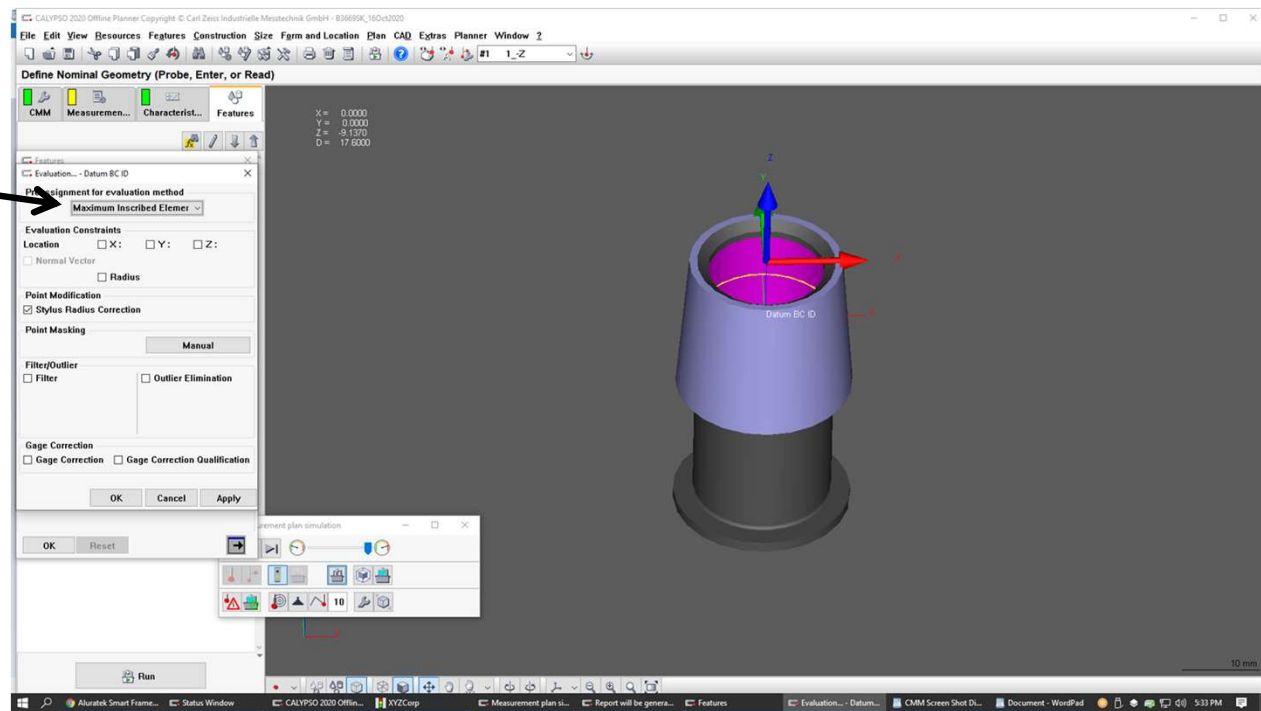 CALYPSO 2020 Offline Planner Copyright © Carl Zeiss Industrielle Messtechnik GmbH - B3669SK_16Oct2020
File Edit View Resources Features Construction Size Form and Location Plan CAD Extras Planner Window ?
#1 1_-Z
Define Nominal Geometry (Probe, Enter, or Read)
CMM Measuremen... Characterist... Features
X = 0.0000
Y = 0.0000
Z = -9.1370
D = 17.6000
Features
Evaluation... - Datum BC ID
Maximum Inscribed Elemer
Evaluation Constraints
Location X: Y: Z:
Normal Vector
Radius
Point Modification
Stylus Radius Correction
Point Masking
Manual
Filter/Outlier
Filter Outlier Elimination
Gage Correction
Gage Correction Gage Correction Qualification
OK Cancel Apply
OK Reset
plan simulation
10
Run
Z
Y
Datum BC ID
10 mm
Aluratek Smart Frame... Status Window CALYPSO 2020 Offlin... XYZCorp Measurement plan si... Report will be genera... Features Evaluation... - Datum... CMM Screen Shot Di... Document - WordPad 5:33 PM